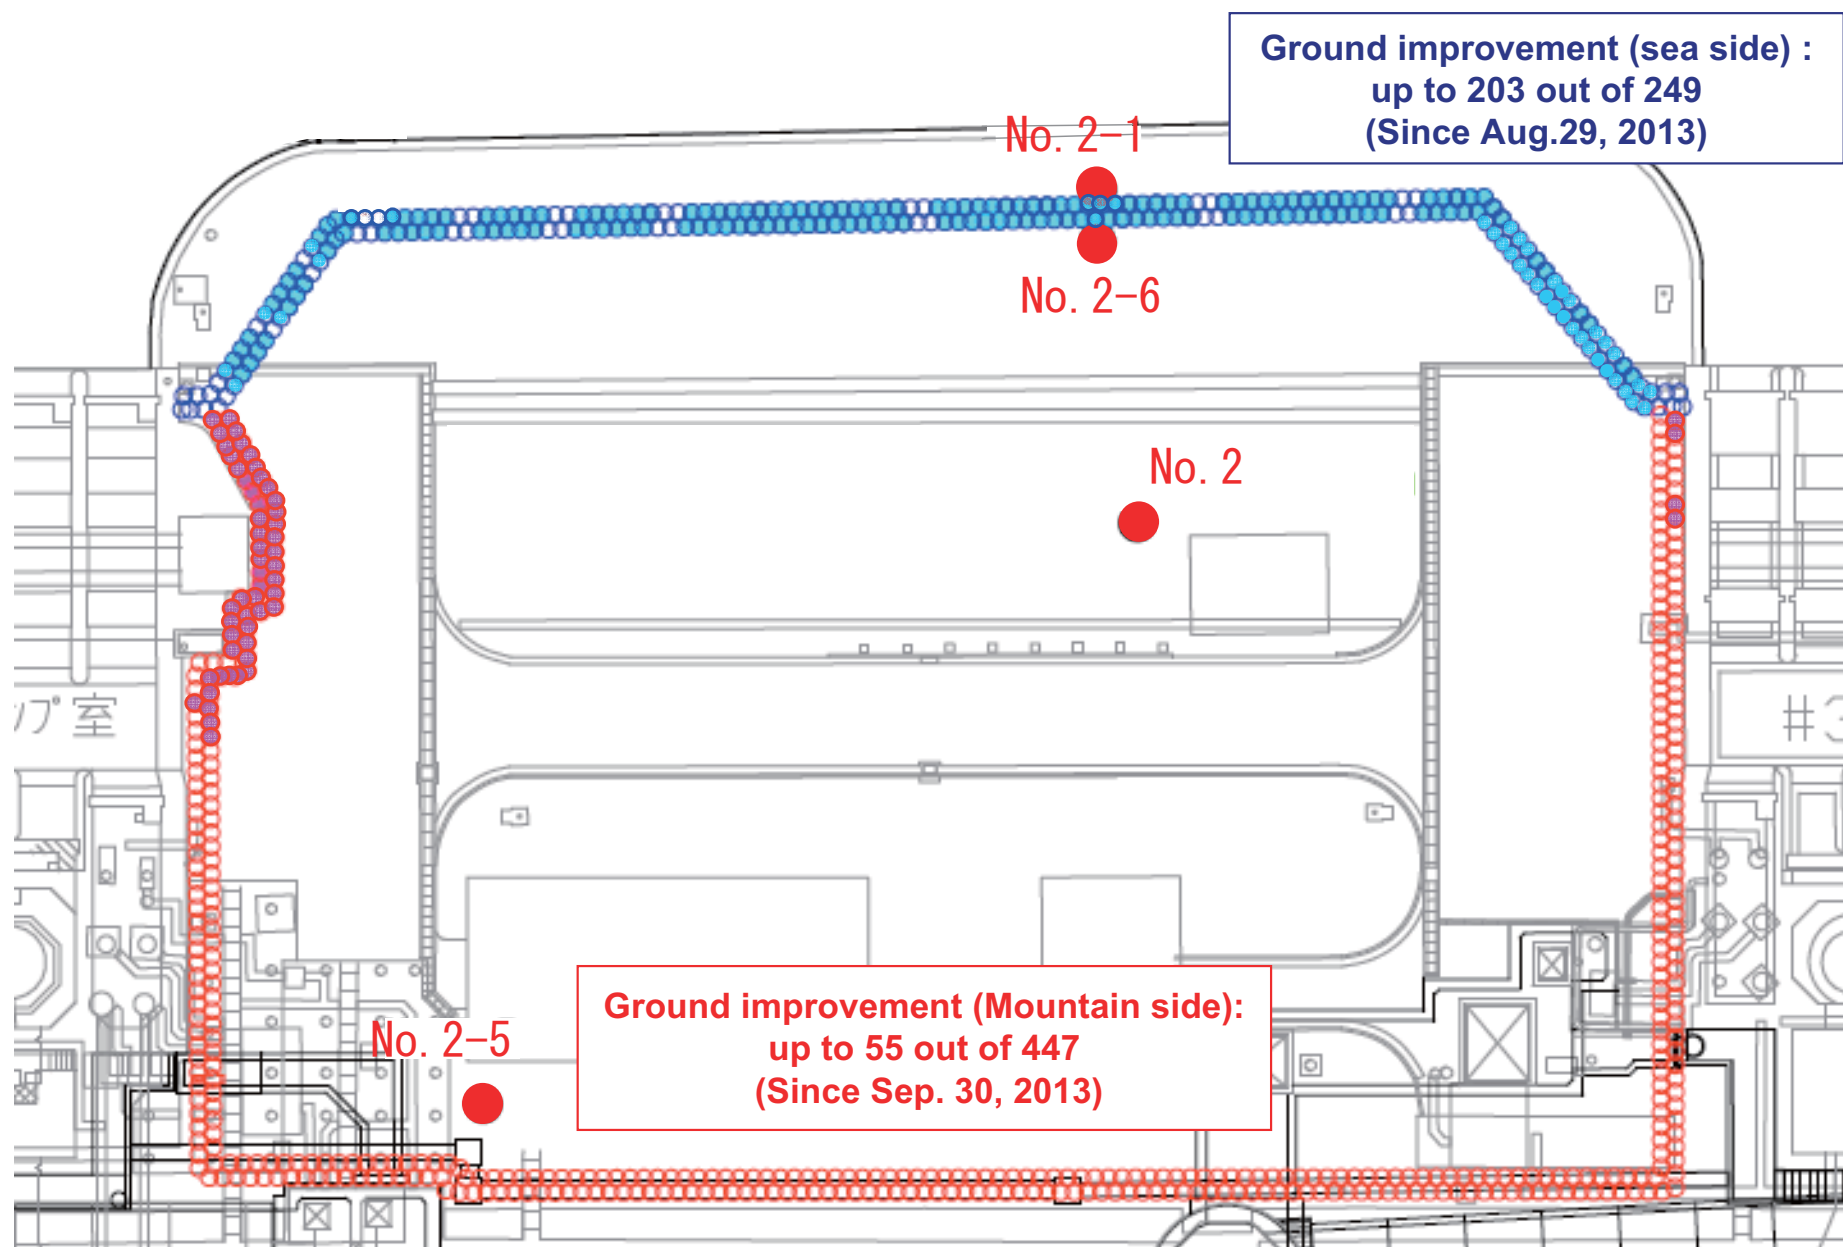 Ground improvement (sea side) :
up to 203 out of 249
(Since Aug.29, 2013)
No. 2-1
No. 2-6
No. 2
ップ室
#3
No. 2-5
Ground improvement (Mountain side):
up to 55 out of 447
(Since Sep. 30, 2013)